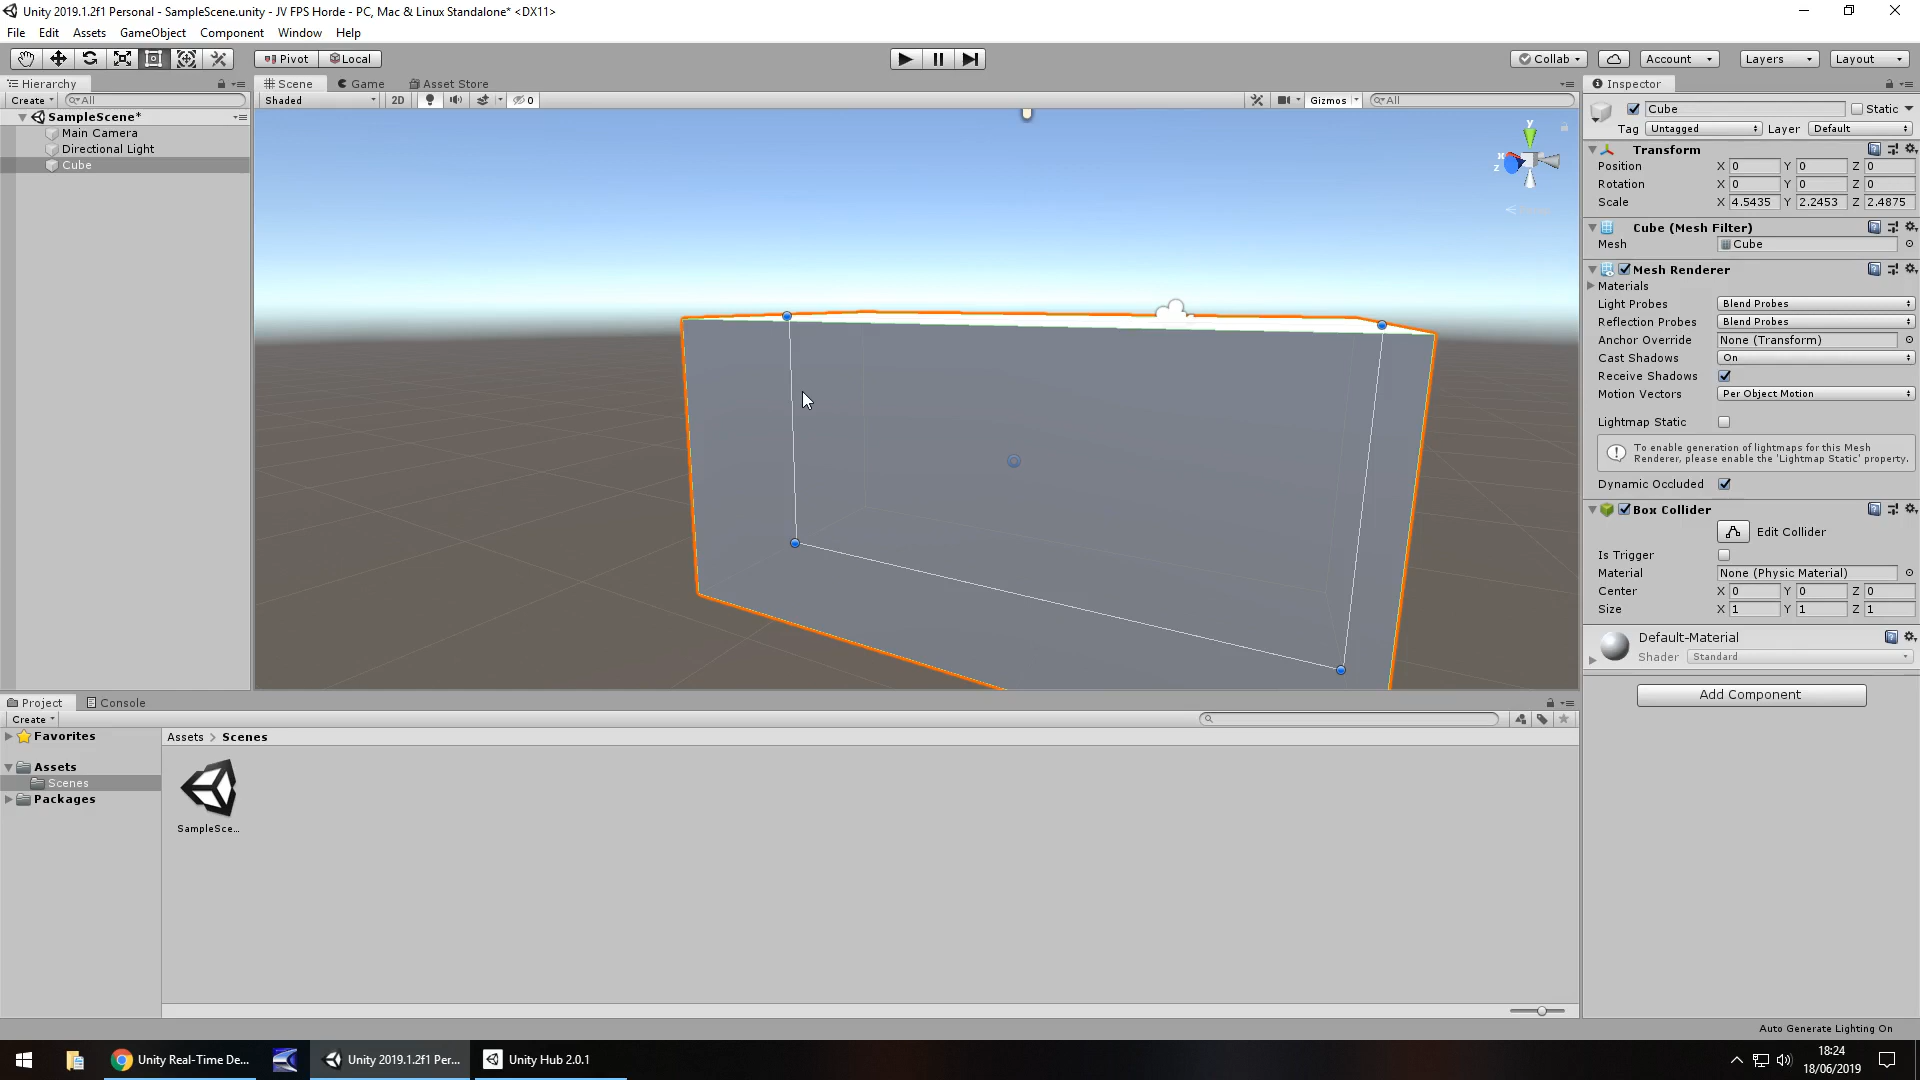 Unity 2019.1.2f1 Personal - SampleScene.unity - JV FPS Horde - PC, Mac & Linux Standalone* <DX11>
File Edit Assets GameObject Component Window Help
Pivot Local Collab Account Layers Layout
Hierarchy Scene Game Asset Store Inspector
Create All Shaded 2D 0 Gizmos All
SampleScene*
Main Camera
Directional Light
Cube
y
x
z
Cube Static
Tag Untagged Layer Default
Transform
Position X 0 Y 0 Z 0
Rotation X 0 Y 0 Z 0
Scale X 4.5435 Y 2.2453 Z 2.4875
Cube (Mesh Filter)
Mesh Cube
Mesh Renderer
Materials
Light Probes Blend Probes
Reflection Probes Blend Probes
Anchor Override None (Transform)
Cast Shadows On
Receive Shadows
Motion Vectors Per Object Motion
Lightmap Static
To enable generation of lightmaps for this Mesh
Renderer, please enable the 'Lightmap Static' property.
Dynamic Occluded
Box Collider
Edit Collider
Is Trigger
Material None (Physic Material)
Center X 0 Y 0 Z 0
Size X 1 Y 1 Z 1
Default-Material
Shader Standard
Add Component
Project Console
Create
Favorites
Assets
Scenes
Packages
Assets > Scenes
SampleSce...
Auto Generate Lighting On
Unity Real-Time De... Unity 2019.1.2f1 Per... Unity Hub 2.0.1
18:24
18/06/2019